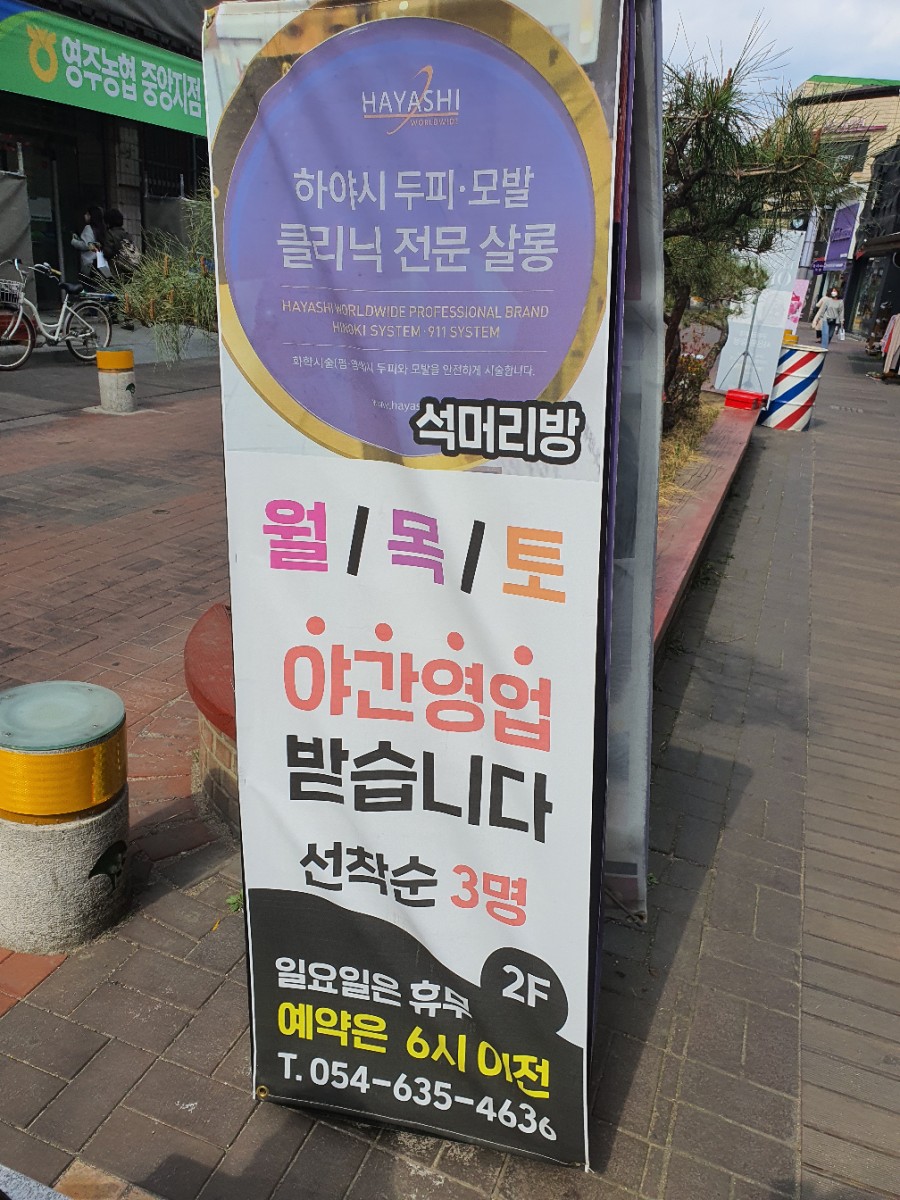 영주농협 중앙지점
HAYASHI
WORLDWIDE
하야시 두피·모발
클리닉 전문 살롱
HAYASHI WORLDWIDE PROFESSIONAL BRAND
HINOKI SYSTEM · 911 SYSTEM
화학시술(펌·염색)시 두피와 모발을 안전하게 시술합니다.
석머리방
월/목/토
야간영업
받습니다
선착순 3명
2F
일요일은 휴무
예약은 6시 이전
T. 054-635-4636